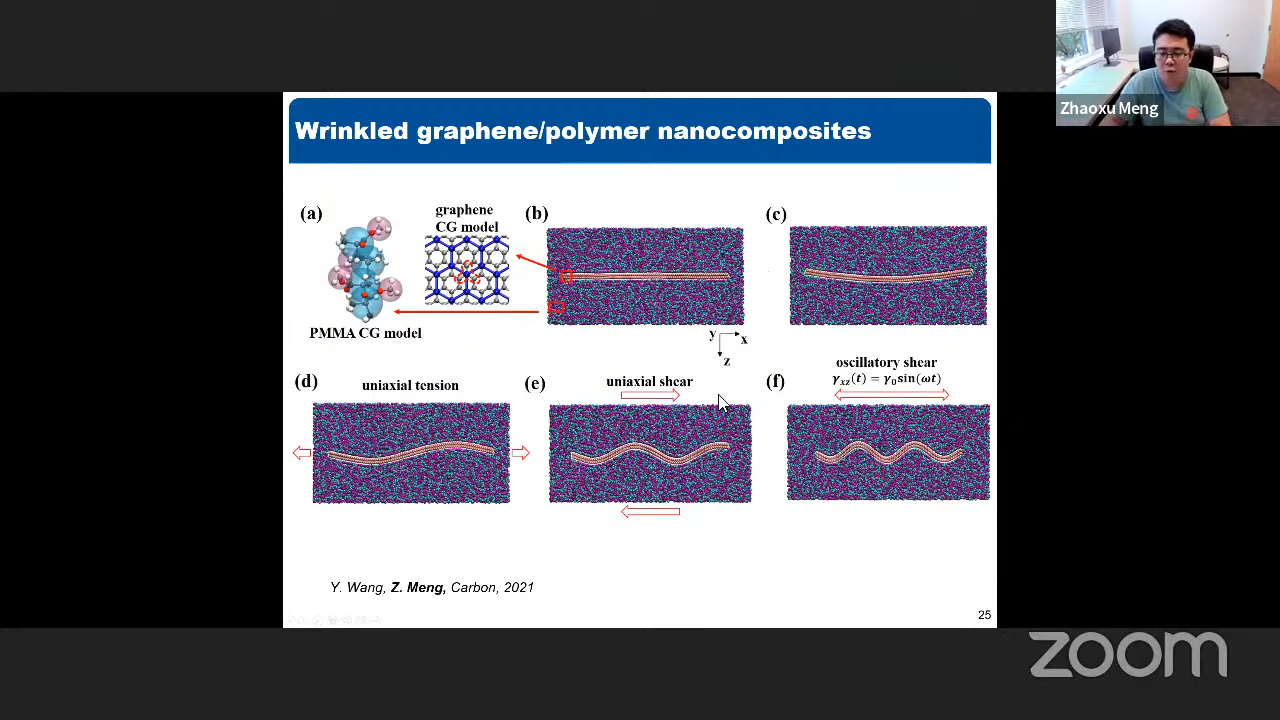 Zhaoxu Meng
Wrinkled graphene/polymer nanocomposites
(a)
graphene
CG model
PMMA CG model
(b)
y
x
z
(c)
(d)
uniaxial tension
(e)
uniaxial shear
(f)
oscillatory shear
γxz(t) = γ0sin(ωt)
Y. Wang, Z. Meng, Carbon, 2021
25
zoom